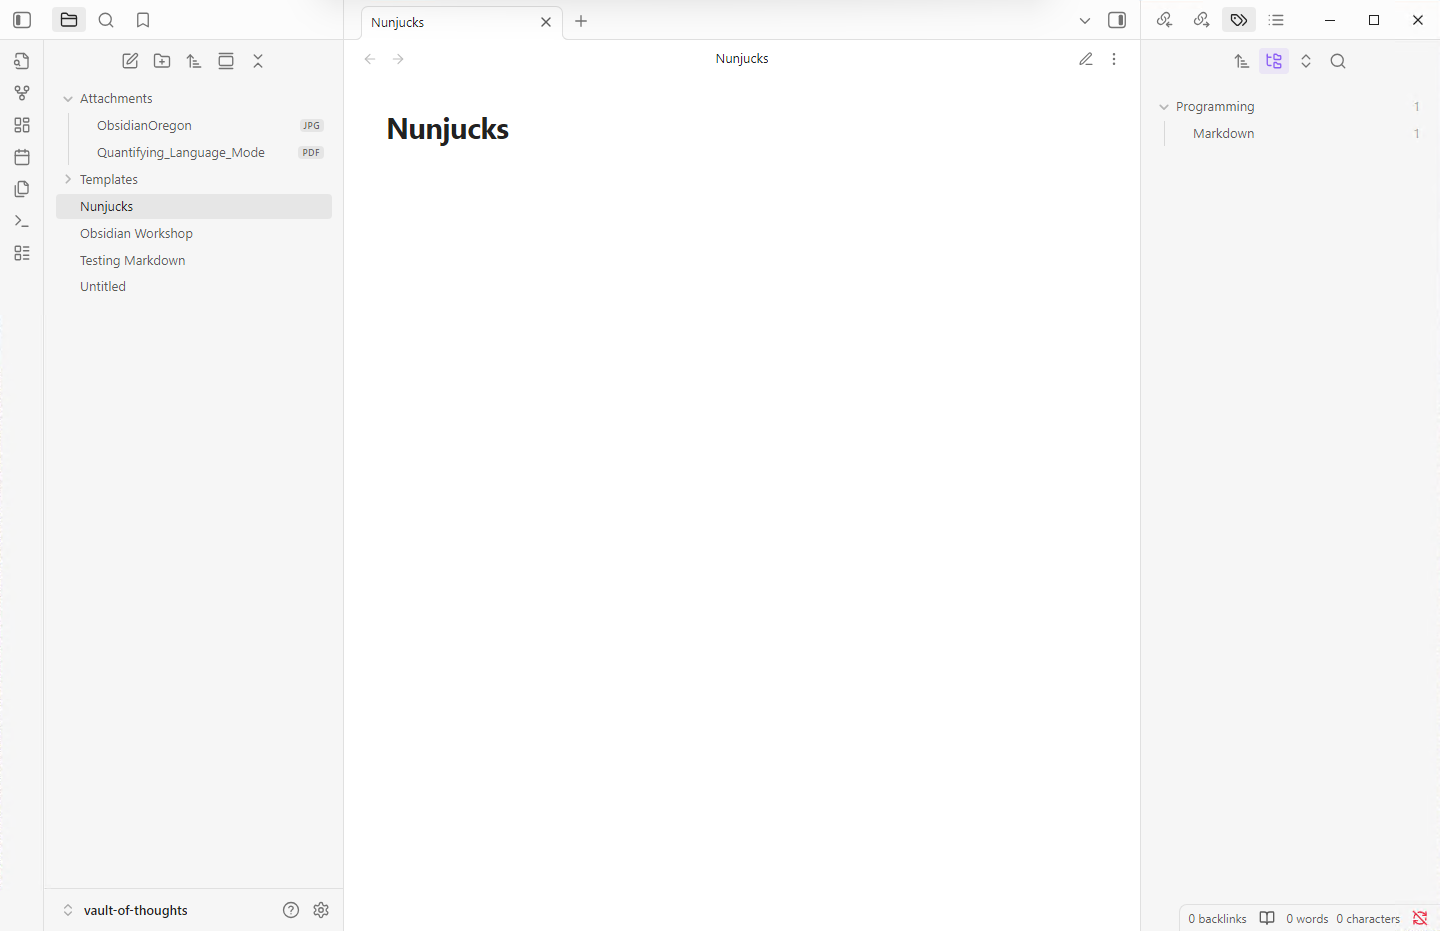 Nunjucks
Nunjucks
Attachments
ObsidianOregon JPG
Quantifying_Language_Mode PDF
Templates
Nunjucks
Obsidian Workshop
Testing Markdown
Untitled
vault-of-thoughts
Nunjucks
Programming 1
Markdown 1
0 backlinks 0 words 0 characters